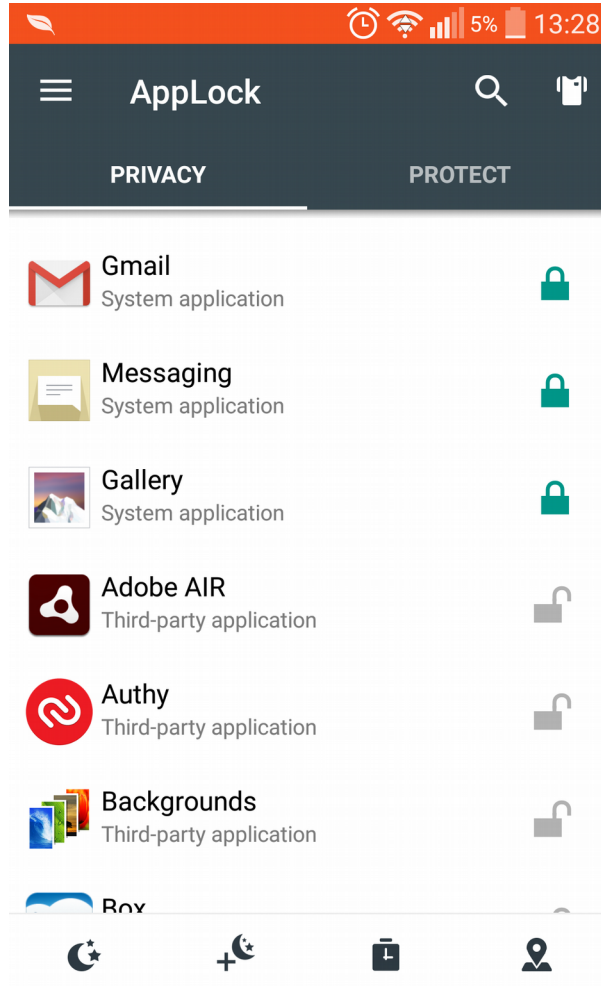 5% 13:28
AppLock
PRIVACY PROTECT
Gmail
System application
Messaging
System application
Gallery
System application
Adobe AIR
Third-party application
Authy
Third-party application
Backgrounds
Third-party application
Box